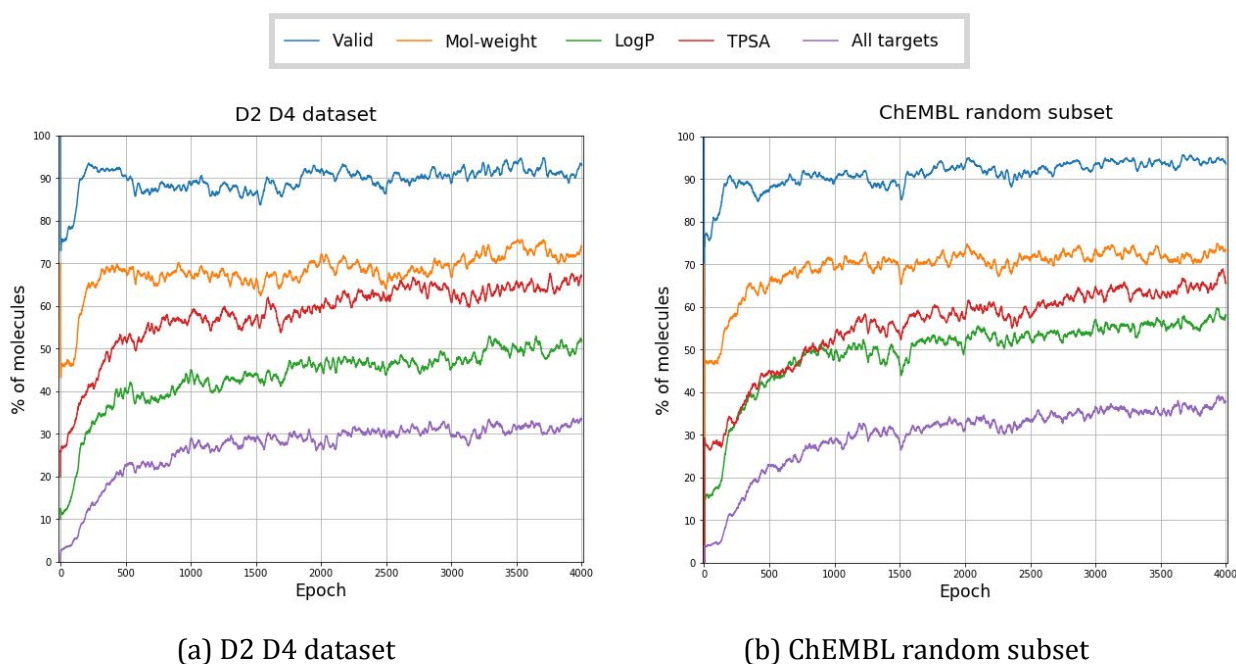 Valid Mol-weight LogP TPSA All targets
D2 D4 dataset
100
90
80
70
60
50
40
30
20
10
0
% of molecules
0 500 1000 1500 2000 2500 3000 3500 4000
Epoch
(a) D2 D4 dataset
ChEMBL random subset
100
90
80
70
60
50
40
30
20
10
0
% of molecules
0 500 1000 1500 2000 2500 3000 3500 4000
Epoch
(b) ChEMBL random subset